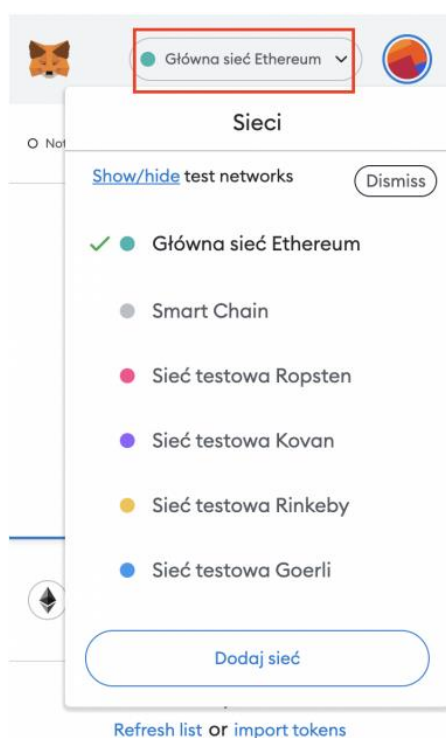 Główna sieć Ethereum
Sieci
Not
Show/hide test networks
Dismiss
Główna sieć Ethereum
Smart Chain
Sieć testowa Ropsten
Sieć testowa Kovan
Sieć testowa Rinkeby
Sieć testowa Goerli
Dodaj sieć
Refresh list or import tokens